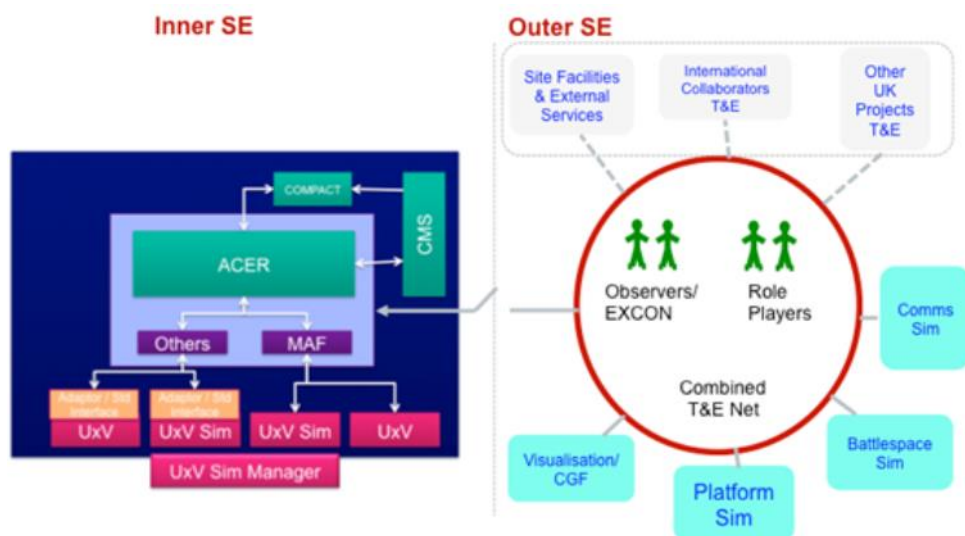 Inner SE
COMPACT
CMS
ACER
Others
MAF
Adaptor / Std
Interface
UxV
Adaptor / Std
Interface
UxV Sim
UxV Sim
UxV
UxV Sim Manager
Outer SE
Site Facilities
& External
Services
International
Collaborators
T&E
Other
UK
Projects
T&E
Observers/
EXCON
Role
Players
Combined
T&E Net
Comms
Sim
Battlespace
Sim
Platform
Sim
Visualisation/
CGF